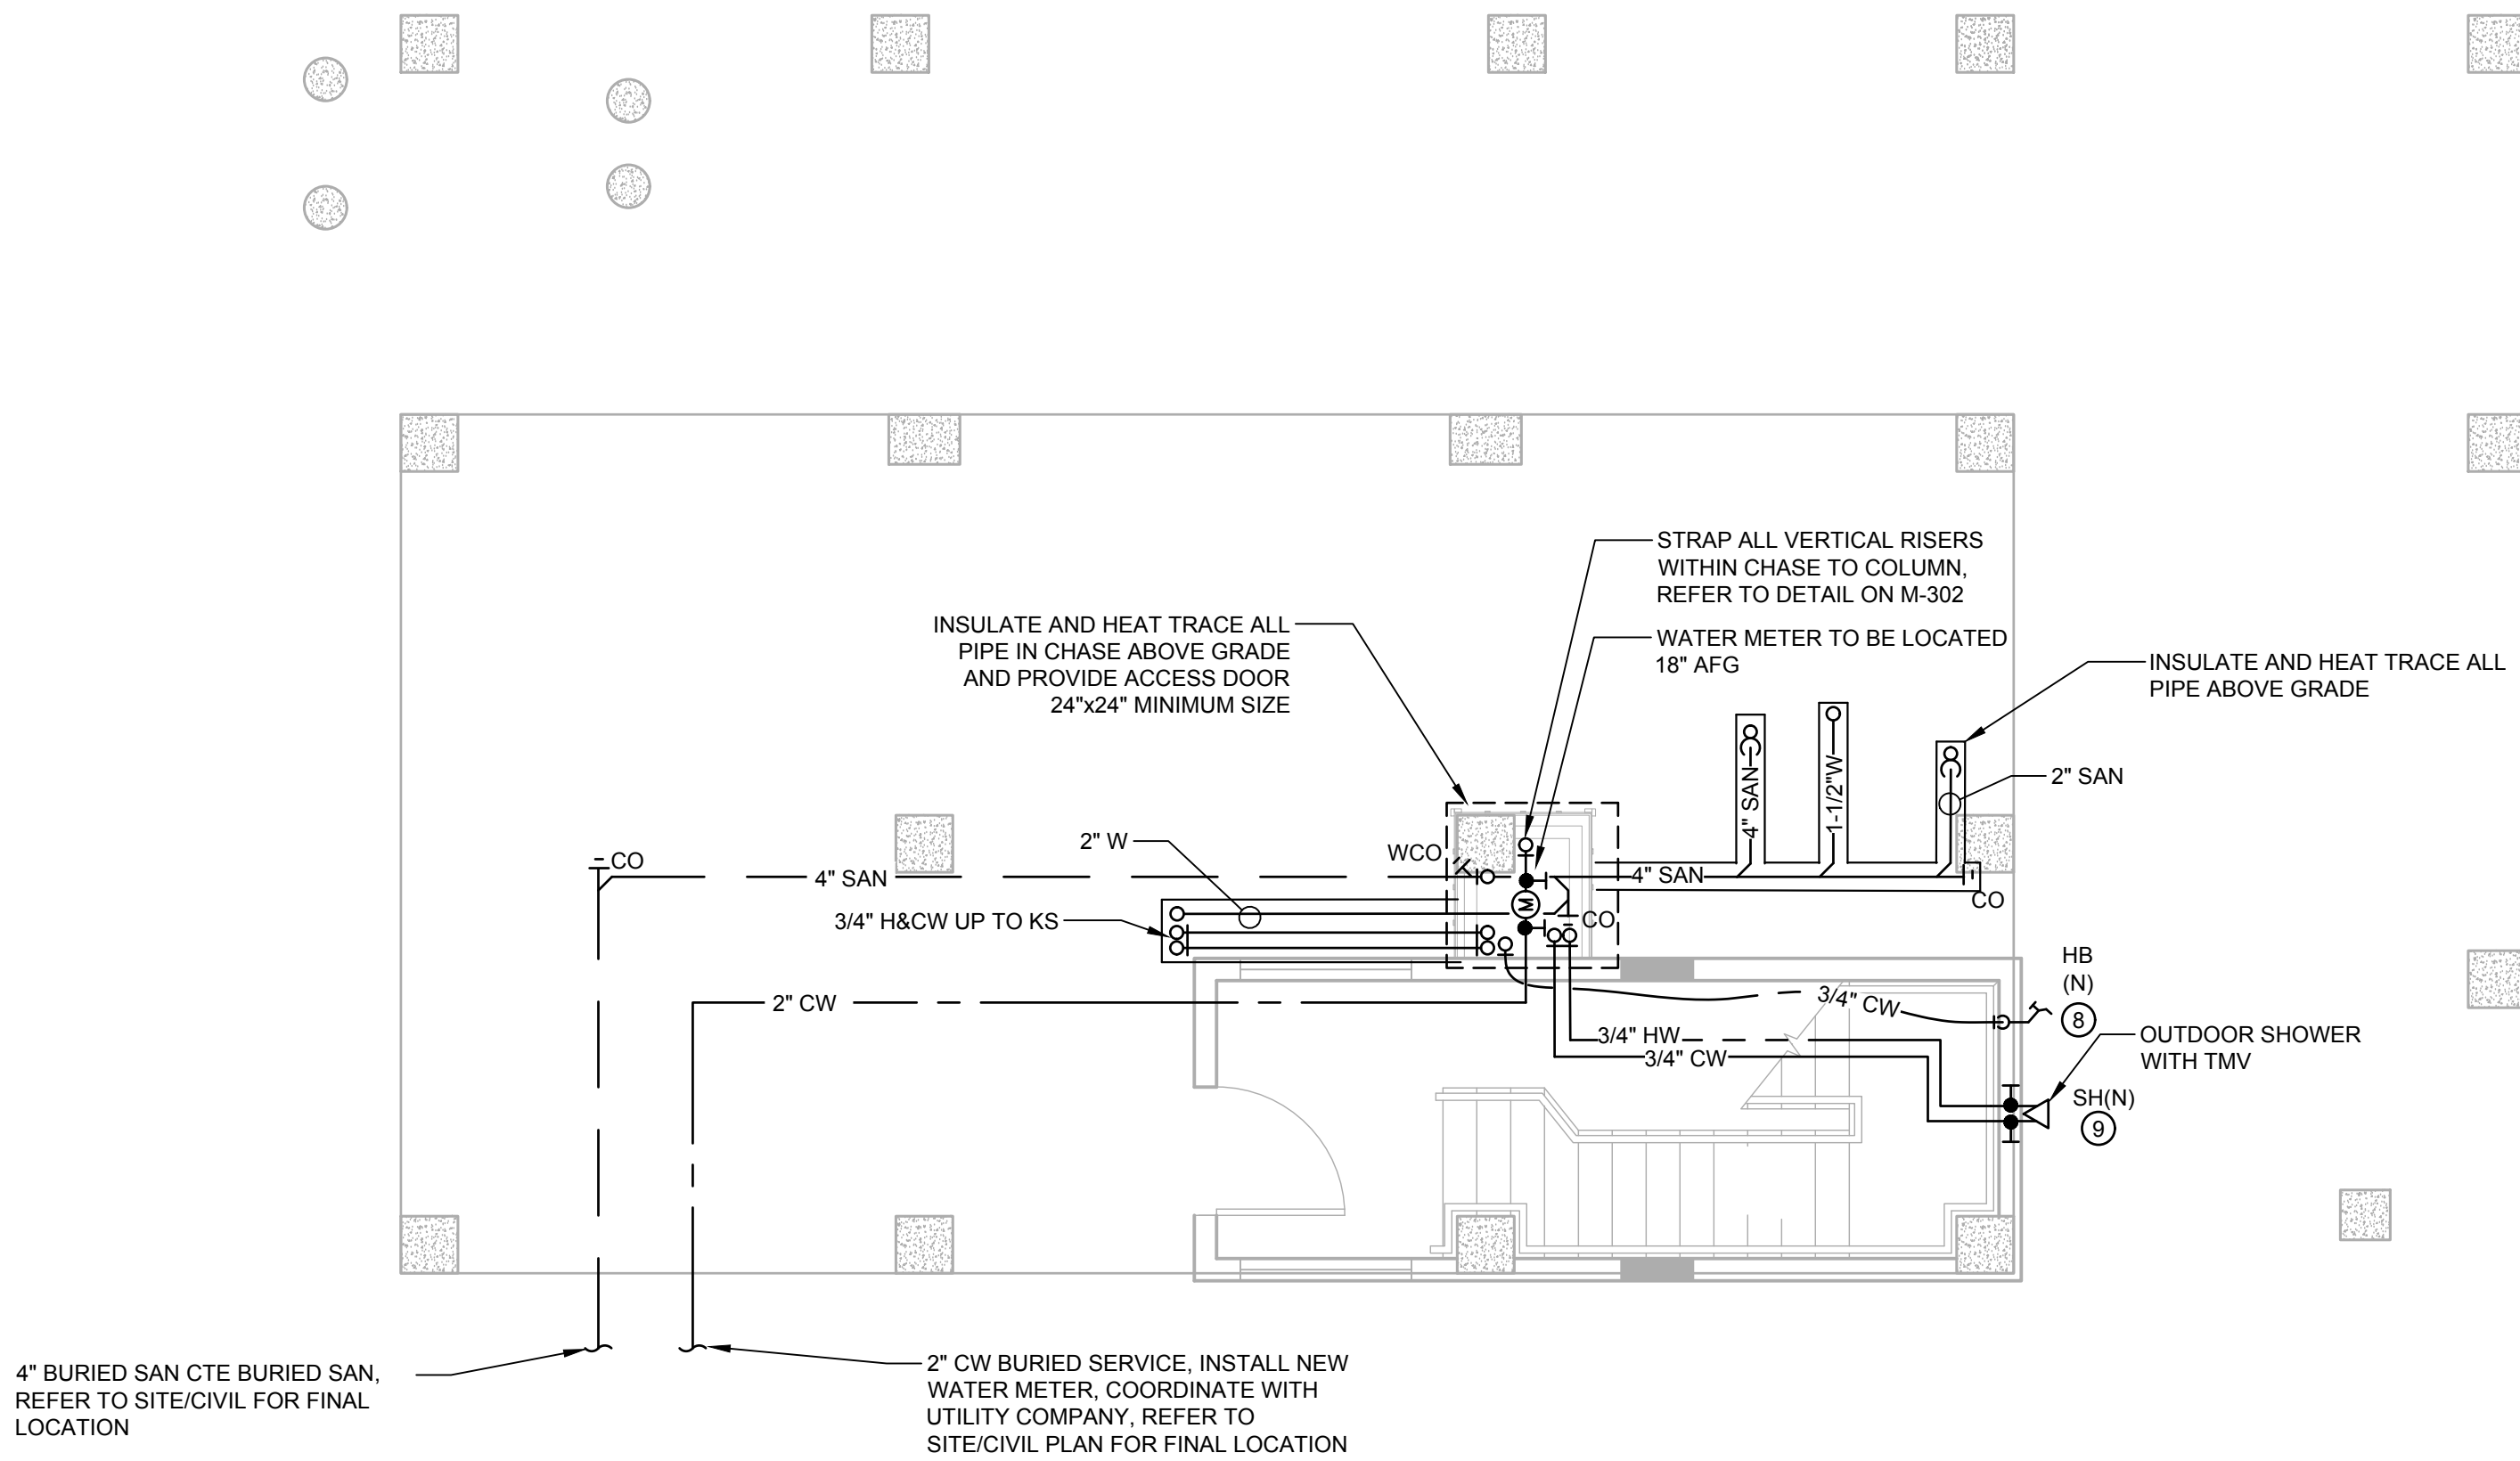 STRAP ALL VERTICAL RISERS
WITHIN CHASE TO COLUMN,
REFER TO DETAIL ON M-302
INSULATE AND HEAT TRACE ALL
PIPE IN CHASE ABOVE GRADE
AND PROVIDE ACCESS DOOR
24"x24" MINIMUM SIZE
WATER METER TO BE LOCATED
18" AFG
INSULATE AND HEAT TRACE ALL
PIPE ABOVE GRADE
4" SAN
1-1/2"W
2" SAN
2" W
WCO
CO
4" SAN
4" SAN
CO
3/4" H&CW UP TO KS
M
CO
HB
(N)
8
2" CW
3/4" CW
3/4" HW
3/4" CW
OUTDOOR SHOWER
WITH TMV
SH(N)
9
4" BURIED SAN CTE BURIED SAN,
REFER TO SITE/CIVIL FOR FINAL
LOCATION
2" CW BURIED SERVICE, INSTALL NEW
WATER METER, COORDINATE WITH
UTILITY COMPANY, REFER TO
SITE/CIVIL PLAN FOR FINAL LOCATION